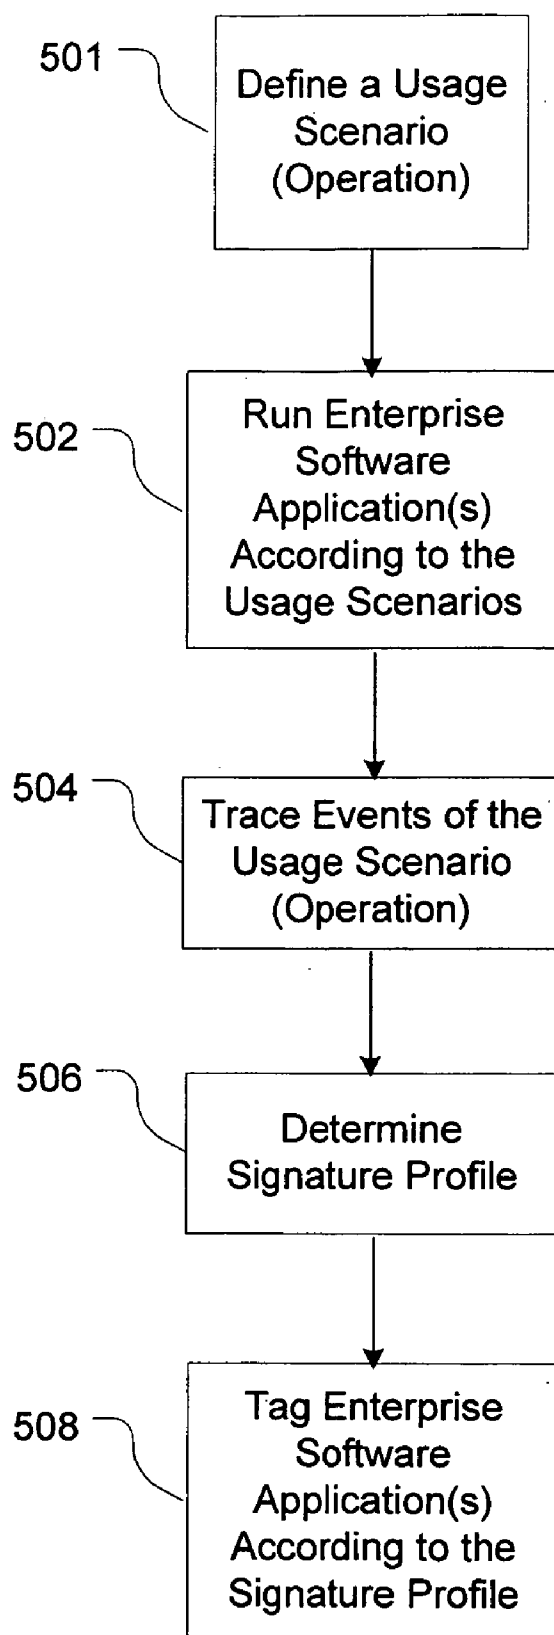 501
Define a Usage
Scenario
(Operation)
502
Run Enterprise
Software
Application(s)
According to the
Usage Scenarios
504
Trace Events of the
Usage Scenario
(Operation)
506
Determine
Signature Profile
508
Tag Enterprise
Software
Application(s)
According to the
Signature Profile